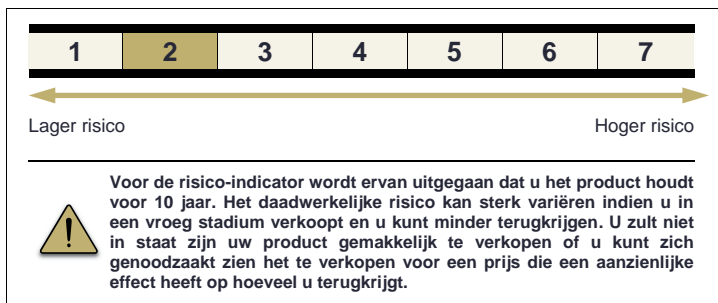 1 2 3 4 5 6 7
Lager risico Hoger risico
Voor de risico-indicator wordt ervan uitgegaan dat u het product houdt
voor 10 jaar. Het daadwerkelijke risico kan sterk variëren indien u in
een vroeg stadium verkoopt en u kunt minder terugkrijgen. U zult niet
in staat zijn uw product gemakkelijk te verkopen of u kunt zich
genoodzaakt zien het te verkopen voor een prijs die een aanzienlijke
effect heeft op hoeveel u terugkrijgt.